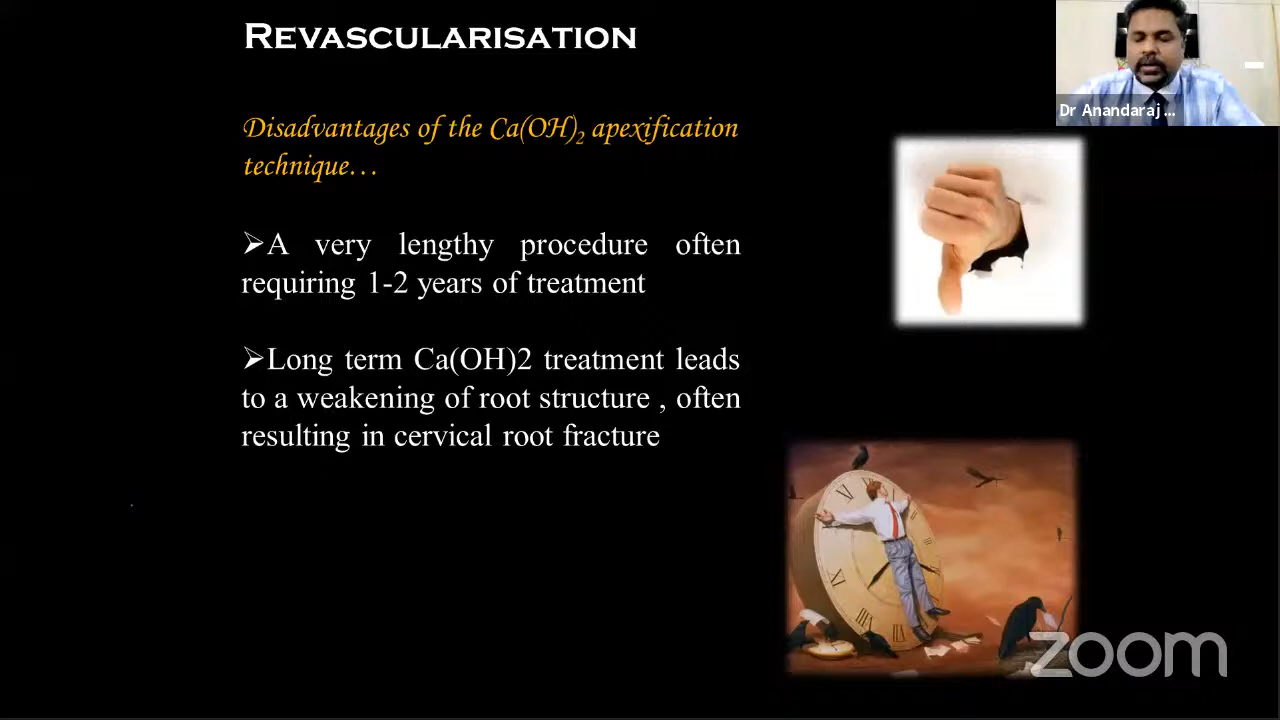 REVASCULARISATION
Disadvantages of the Ca(OH)₂ apexification
technique…
➢A very lengthy procedure often
requiring 1-2 years of treatment
➢Long term Ca(OH)2 treatment leads
to a weakening of root structure , often
resulting in cervical root fracture
Dr Anandaraj ...
zoom